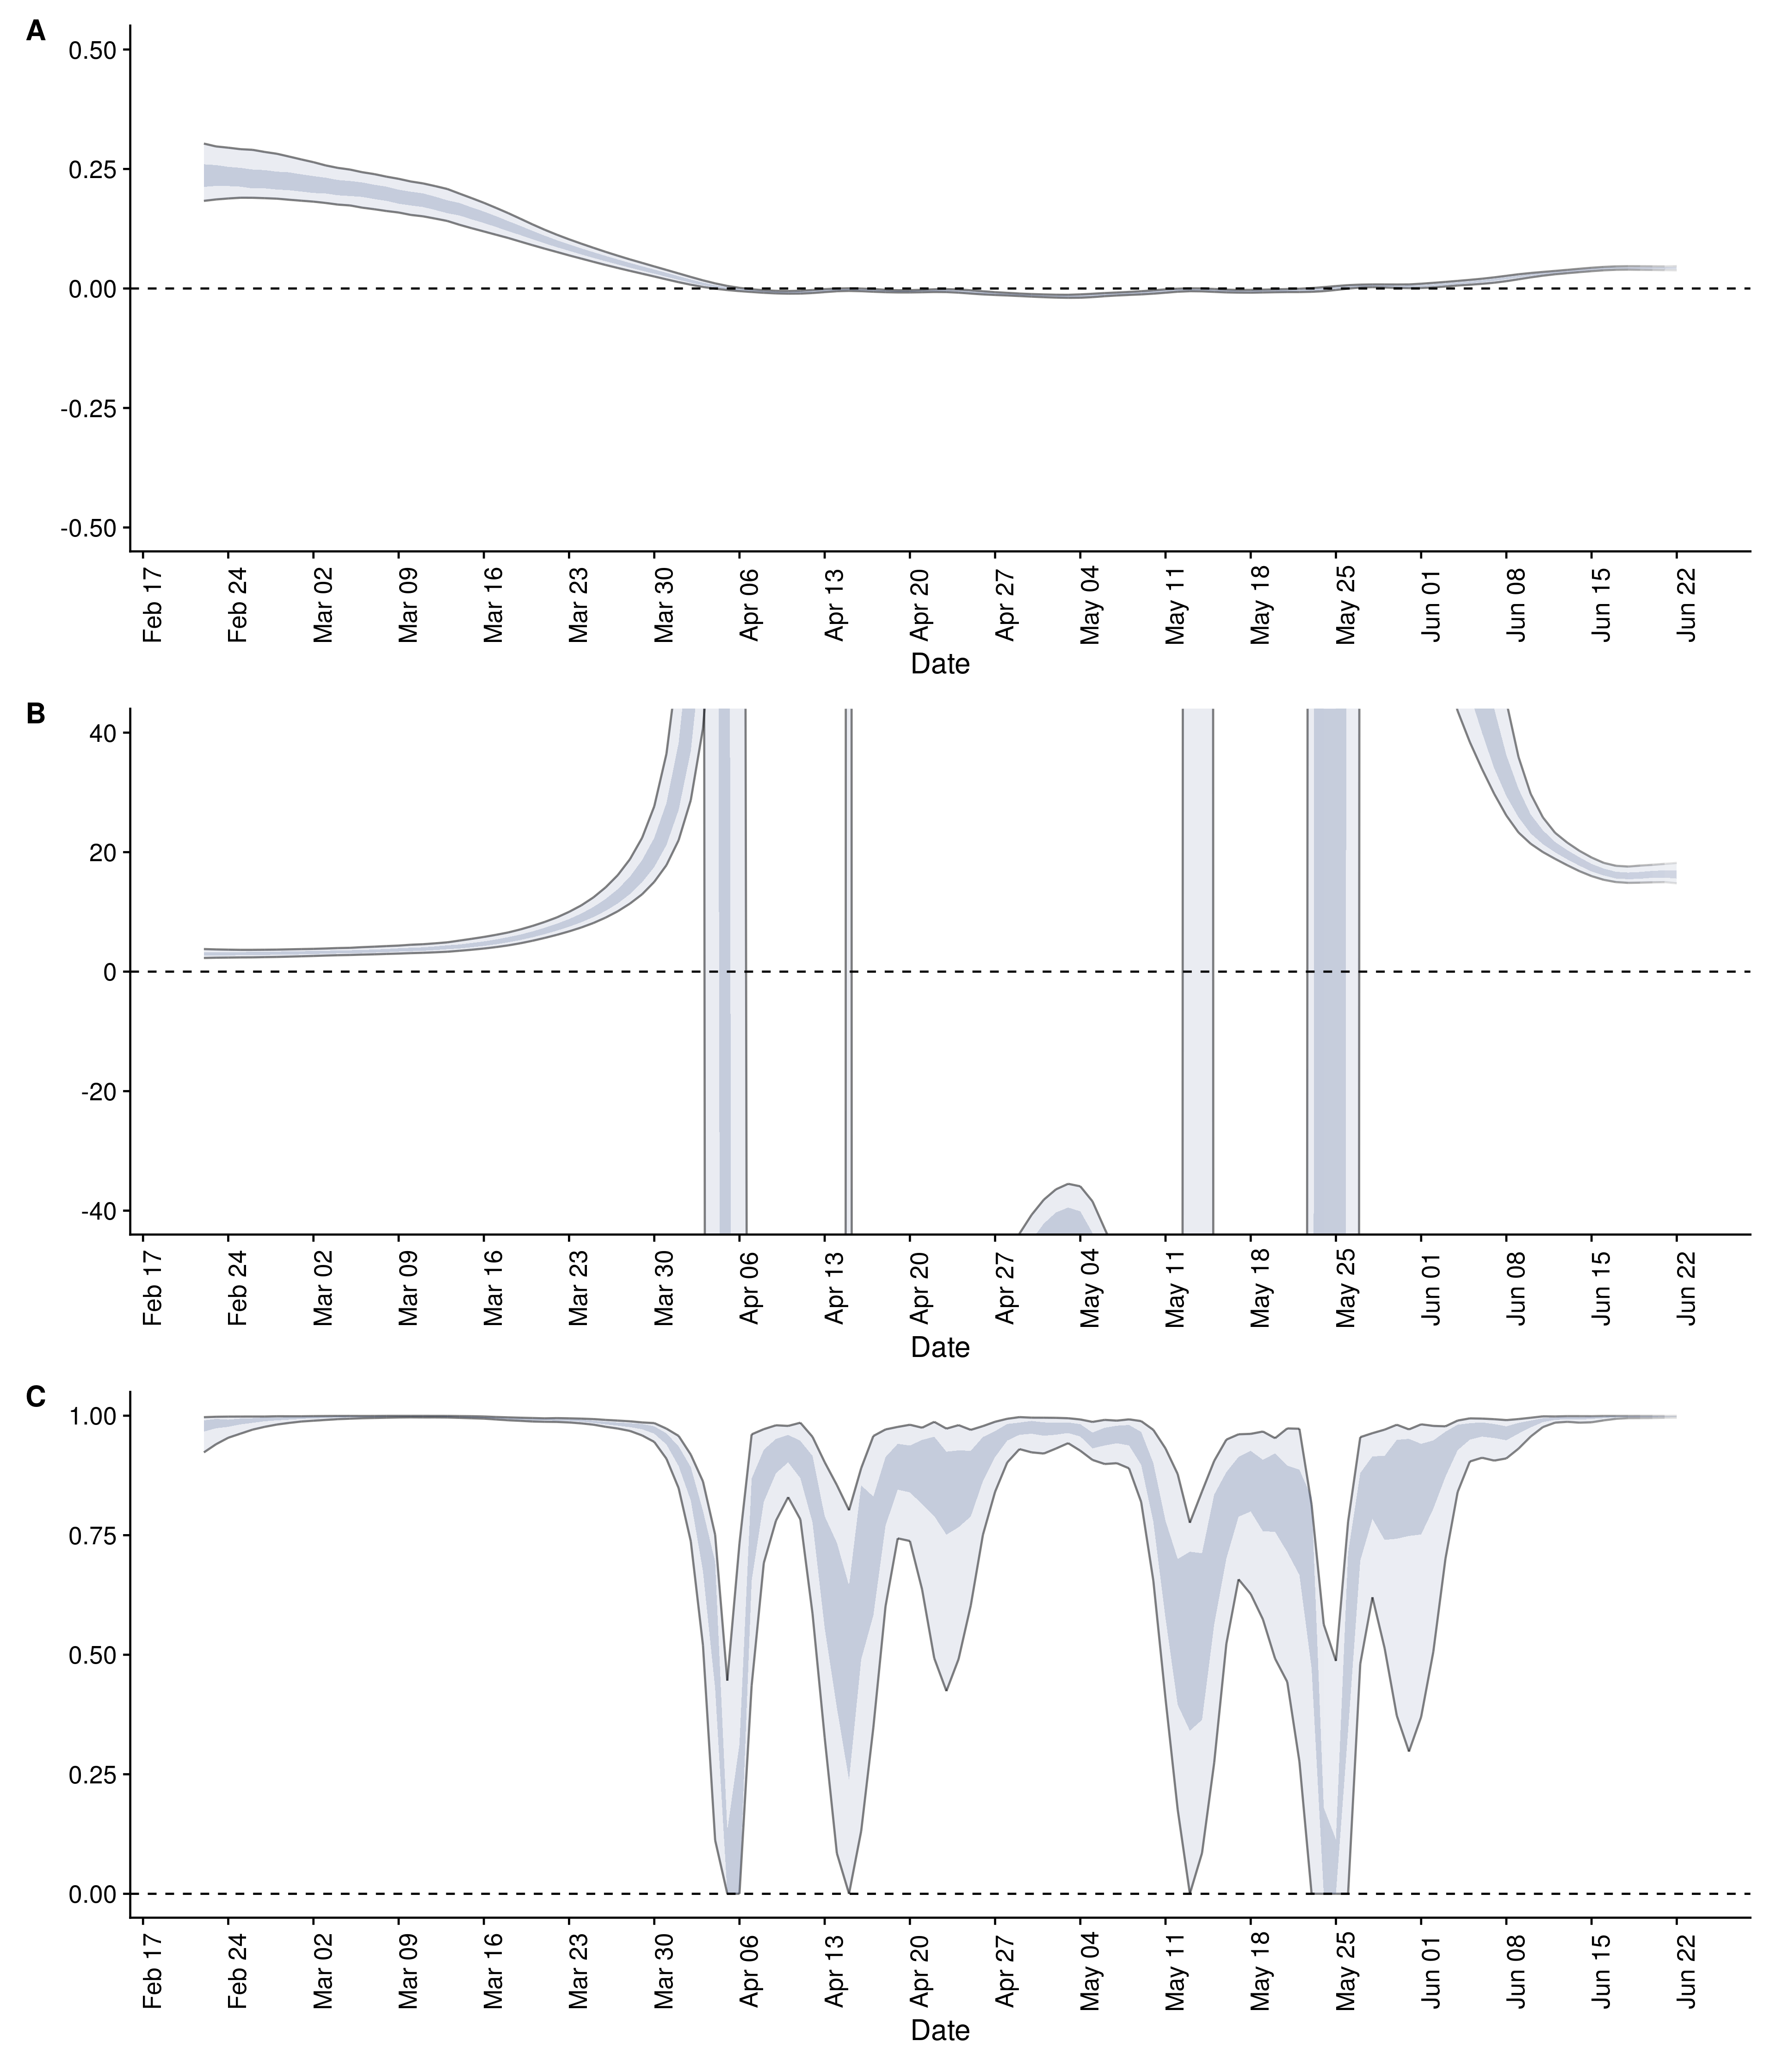 A
0.50
0.25
0.00
-0.25
-0.50
Feb 17
Feb 24
Mar 02
Mar 09
Mar 16
Mar 23
Mar 30
Apr 06
Apr 13
Apr 20
Apr 27
May 04
May 11
May 18
May 25
Jun 01
Jun 08
Jun 15
Jun 22
Date
B
40
20
0
-20
-40
Feb 17
Feb 24
Mar 02
Mar 09
Mar 16
Mar 23
Mar 30
Apr 06
Apr 13
Apr 20
Apr 27
May 04
May 11
May 18
May 25
Jun 01
Jun 08
Jun 15
Jun 22
Date
C
1.00
0.75
0.50
0.25
0.00
Feb 17
Feb 24
Mar 02
Mar 09
Mar 16
Mar 23
Mar 30
Apr 06
Apr 13
Apr 20
Apr 27
May 04
May 11
May 18
May 25
Jun 01
Jun 08
Jun 15
Jun 22
Date